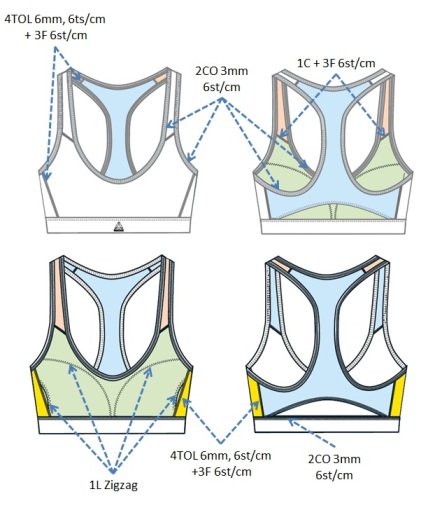 4TOL 6mm, 6ts/cm
+ 3F 6st/cm
2CO 3mm
6st/cm
1C + 3F 6st/cm
1L Zigzag
4TOL 6mm, 6st/cm
+3F 6st/cm
2CO 3mm
6st/cm